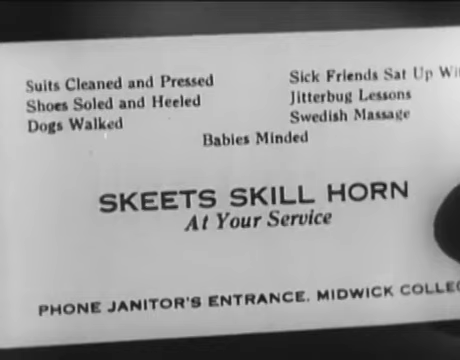 Suits Cleaned and Pressed
Shoes Soled and Heeled
Dogs Walked
Sick Friends Sat Up
Jitterbug Lessons
Swedish Massage
Babies Minded
SKEETS SKILL HORN
At Your Service
PHONE JANITOR'S ENTRANCE, MIDWICK